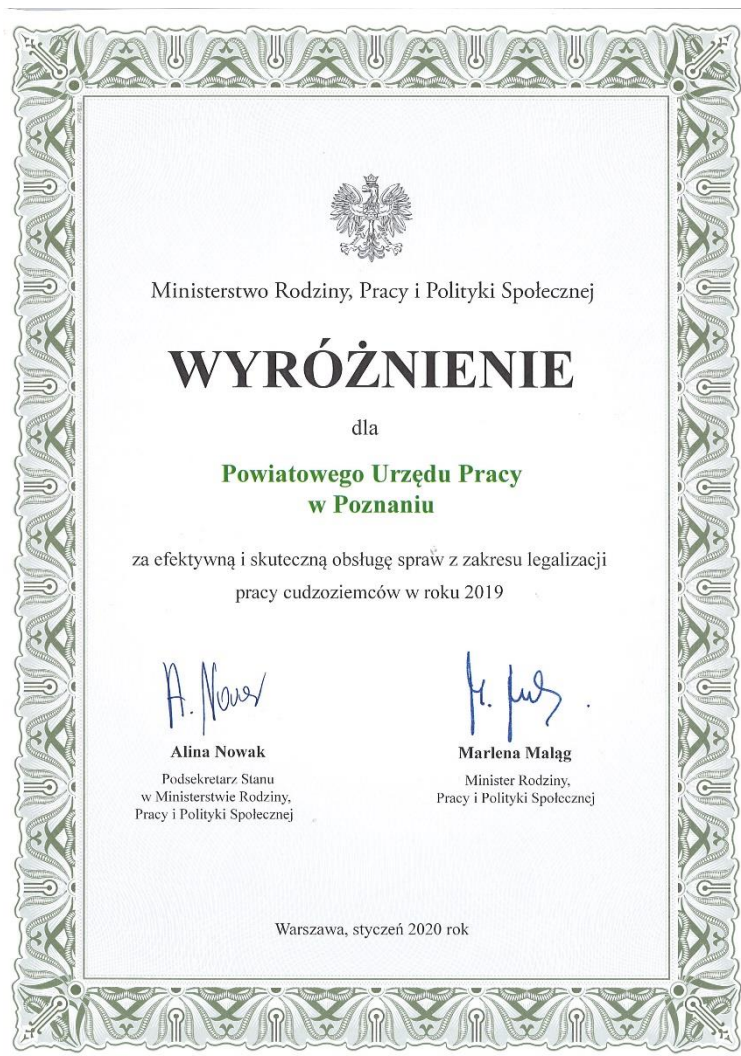 Ministerstwo Rodziny, Pracy i Polityki Społecznej
WYRÓŻNIENIE
dla
Powiatowego Urzędu Pracy
w Poznaniu
za efektywną i skuteczną obsługę spraw z zakresu legalizacji
pracy cudzoziemców w roku 2019
A. Nowak
Alina Nowak
Podsekretarz Stanu
w Ministerstwie Rodziny,
Pracy i Polityki Społecznej
Marlena Maląg
Minister Rodziny,
Pracy i Polityki Społecznej
Warszawa, styczeń 2020 rok